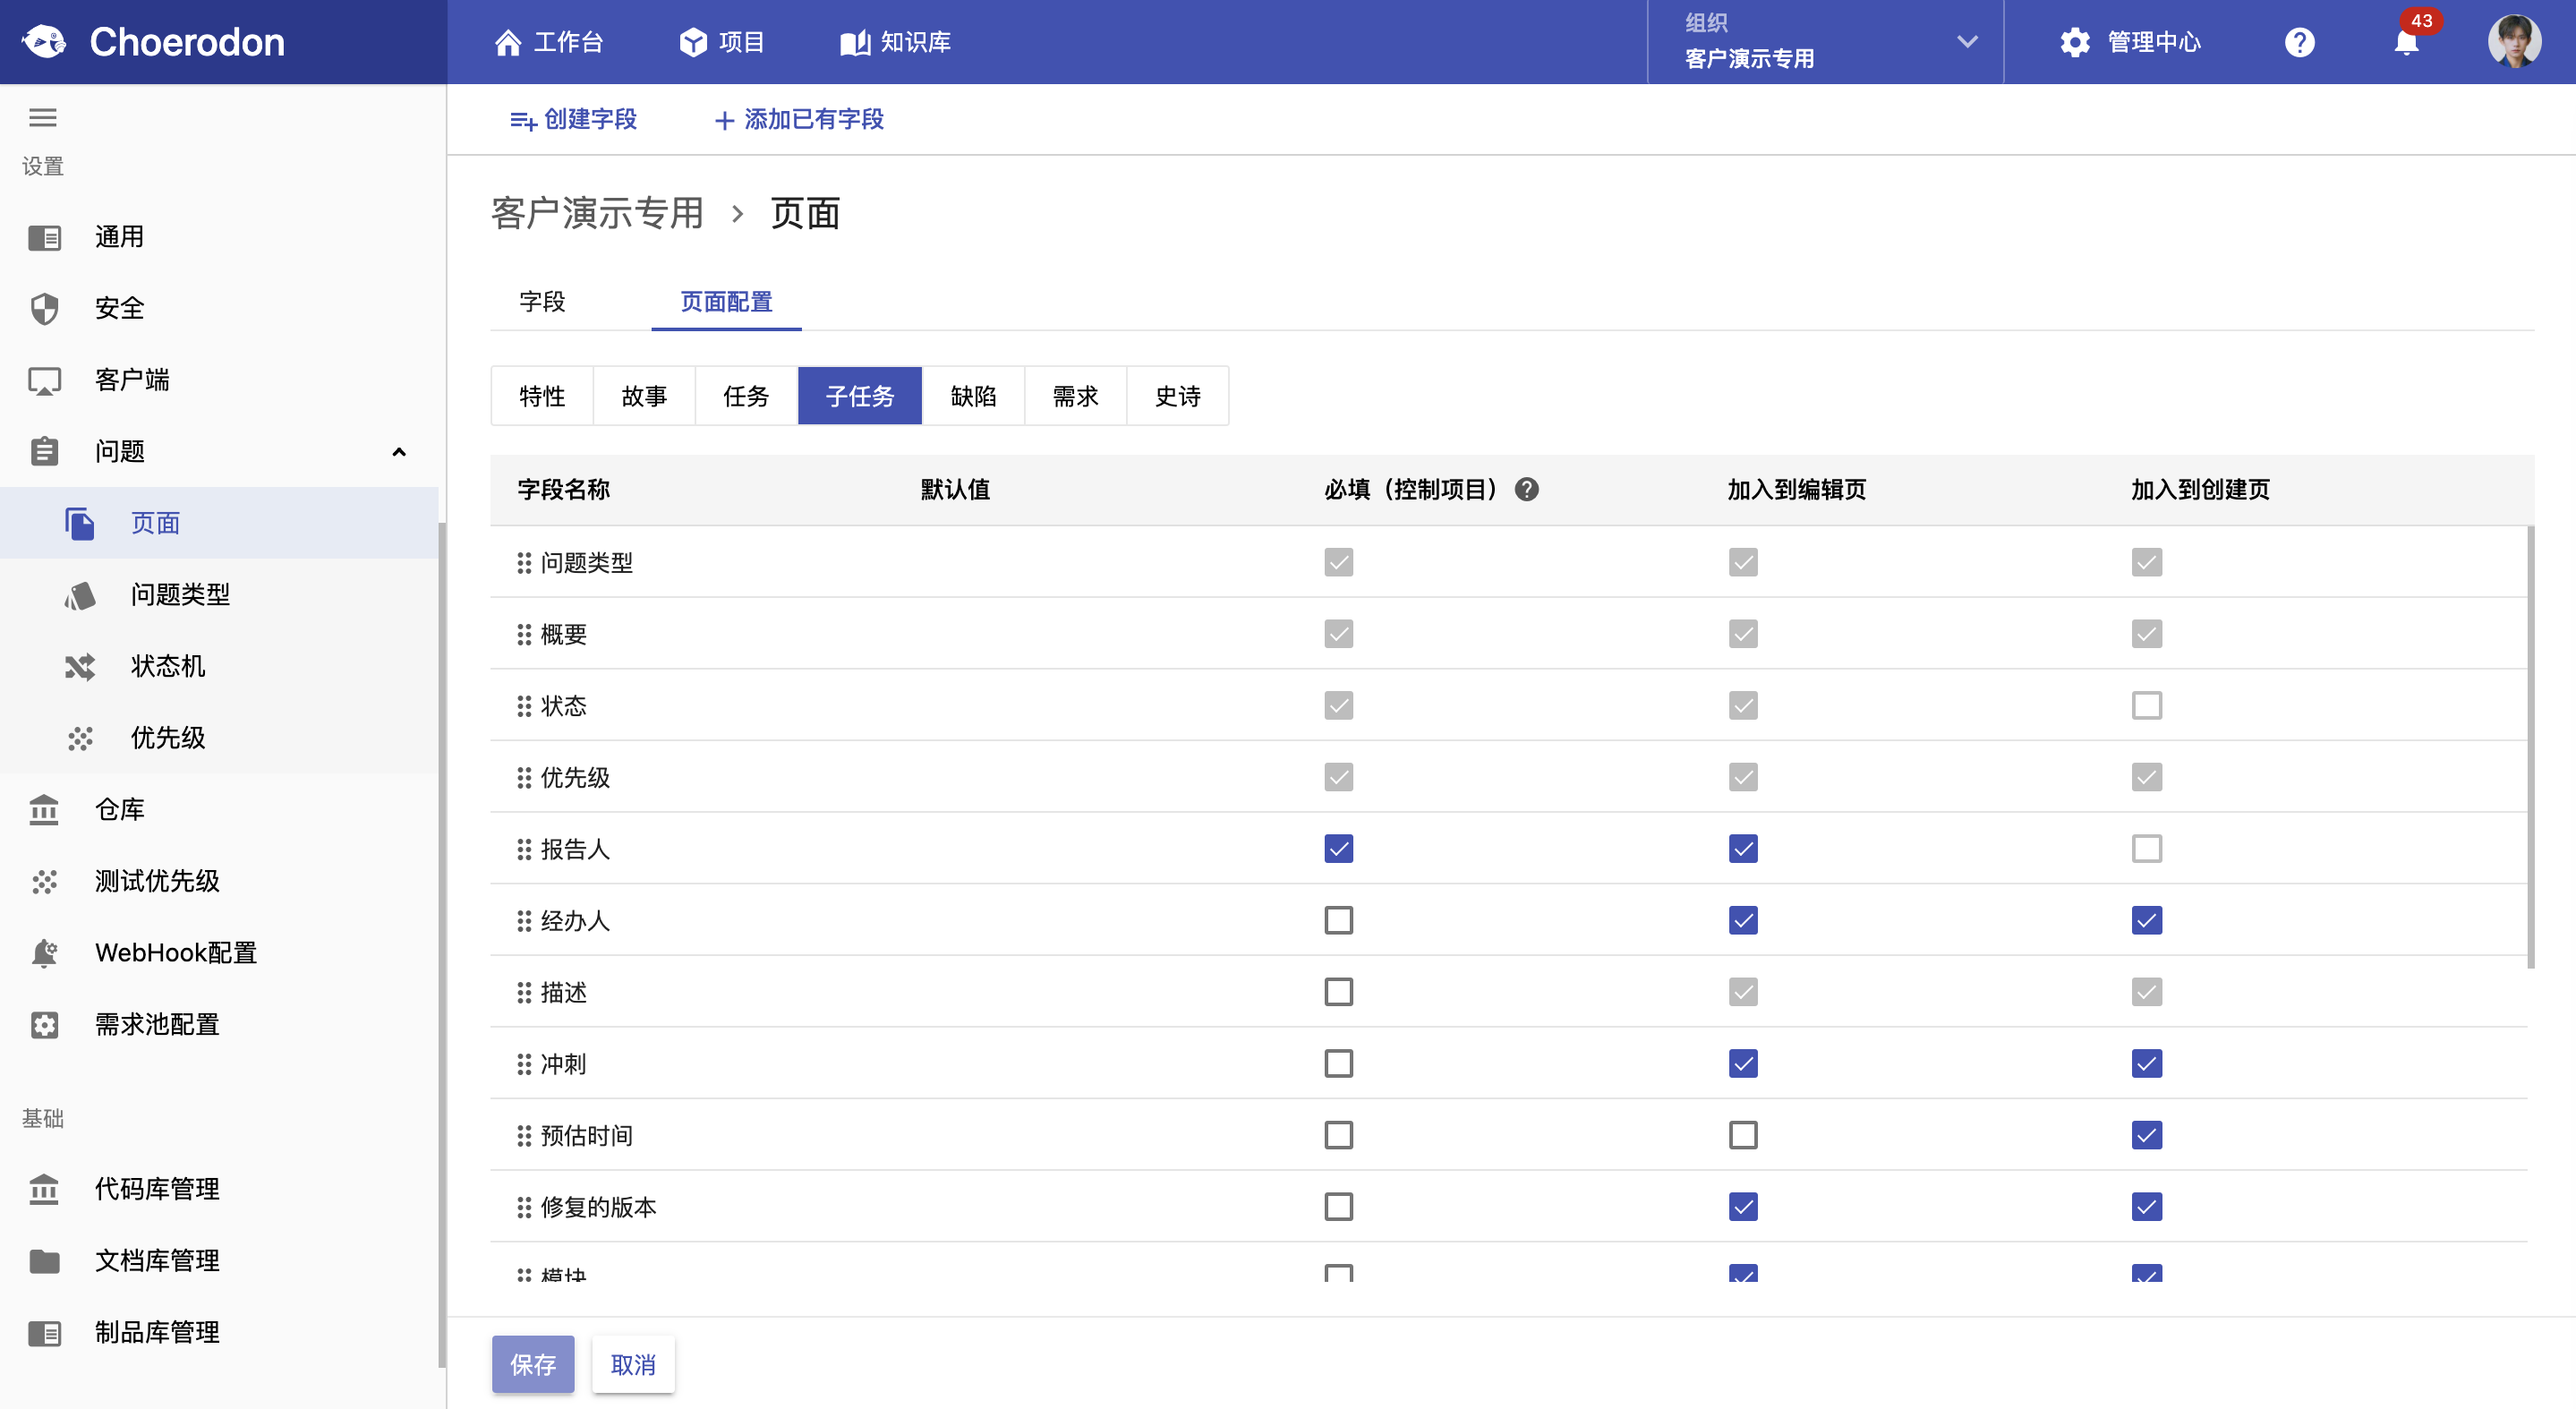 Choerodon
工作台
项目
知识库
组织
客户演示专用
管理中心
43
设置
通用
安全
客户端
问题
页面
问题类型
状态机
优先级
仓库
测试优先级
WebHook配置
需求池配置
基础
代码库管理
文档库管理
制品库管理
创建字段
添加已有字段
客户演示专用 › 页面
字段
页面配置
特性
故事
任务
子任务
缺陷
需求
史诗
字段名称
默认值
必填（控制项目）
加入到编辑页
加入到创建页
问题类型
概要
状态
优先级
报告人
经办人
描述
冲刺
预估时间
修复的版本
模块
保存
取消